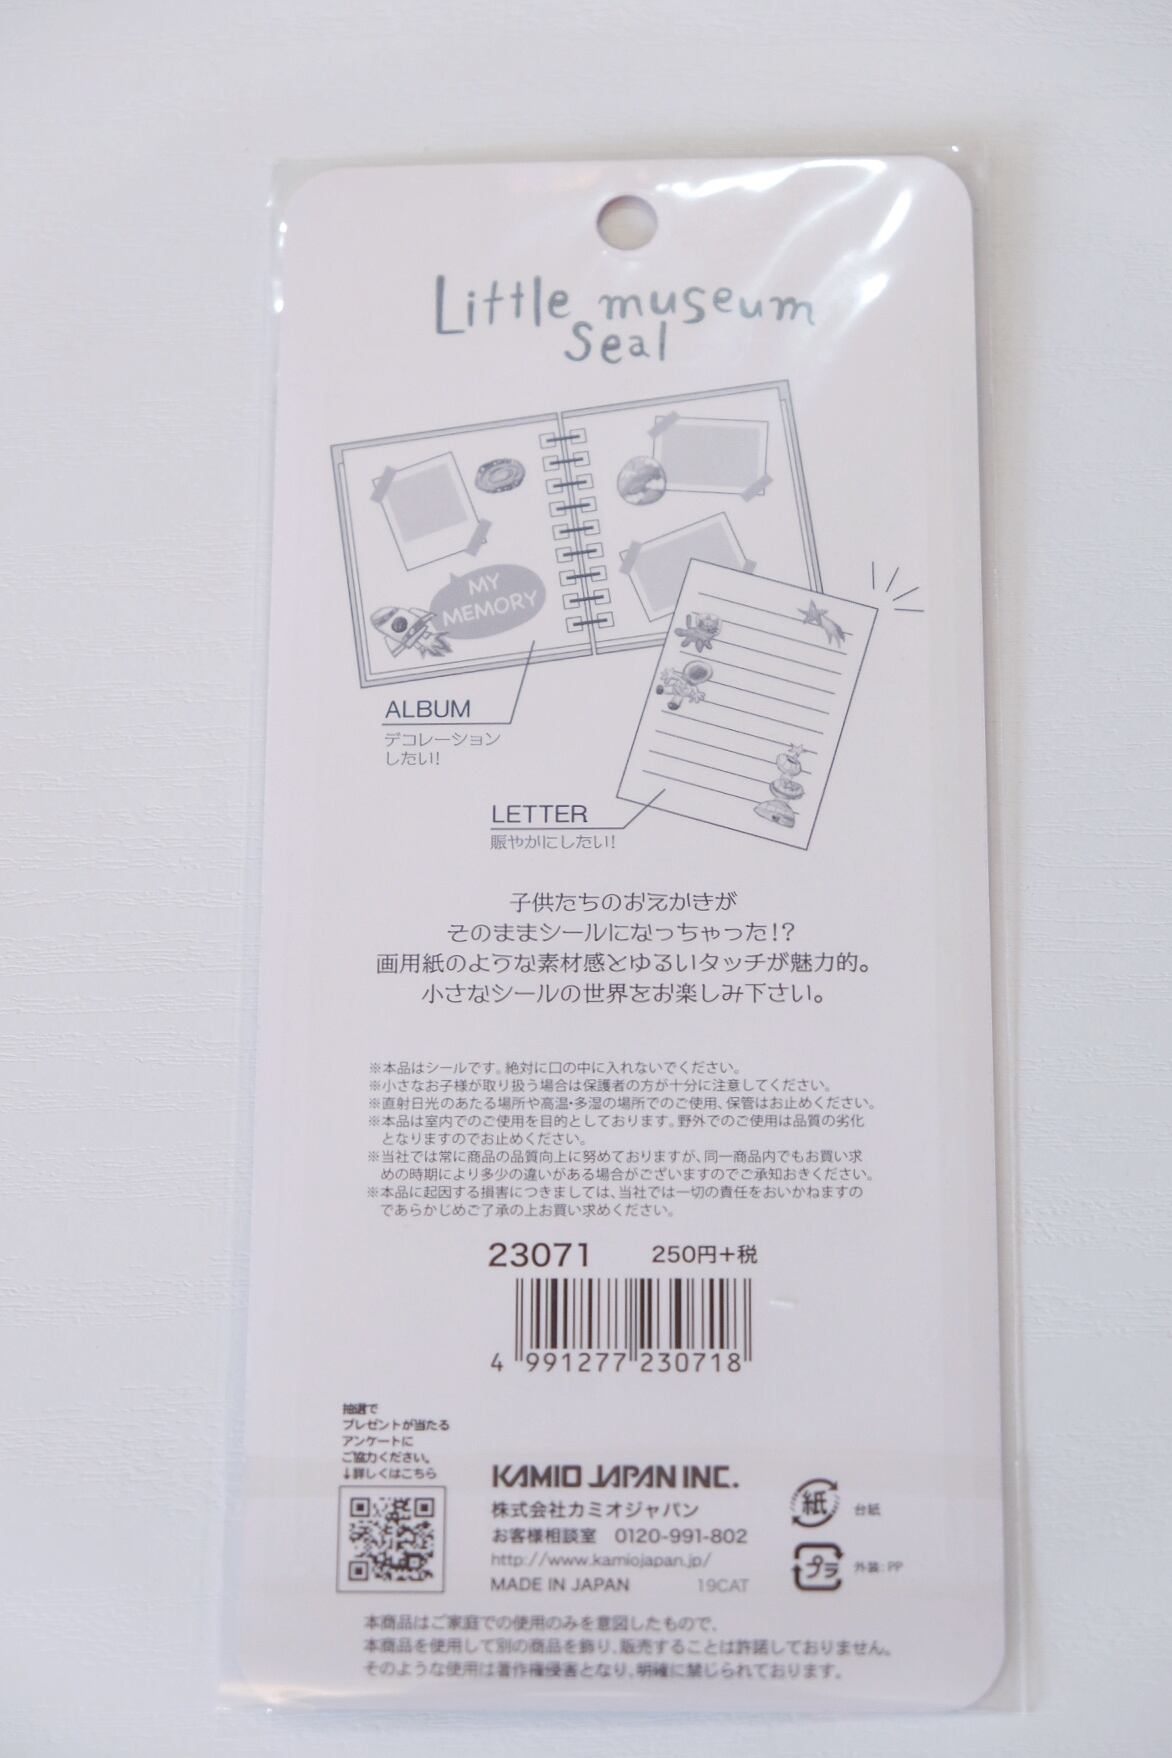 Little museum
Seal
MY
MEMORY
ALBUM
デコレーション
したい!
LETTER
賑やかにしたい!
子供たちのおえかきが
そのままシールになっちゃった!?
画用紙のような素材感とゆるいタッチが魅力的。
小さなシールの世界をお楽しみ下さい。
※本品はシールです。絶対に口の中に入れないでください。
※小さなお子様が取り扱う場合は保護者の方が十分に注意してください。
※直射日光のあたる場所や高温・多湿の場所でのご使用、保管はお止めください。
※本品は室内でのご使用を目的としております。野外でのご使用は品質の劣化
となりますのでお止めください。
※当社では常に商品の品質向上に努めておりますが、同一商品内でもお買い求
めの時期により多少の違いがある場合がございますのでご承知おきください。
※本品に起因する損害につきましては、当社では一切の責任をおいかねますの
であらかじめご了承の上お買い求めください。
23071 250円+税
4 991277 230718
抽選で
プレゼントが当たる
アンケートに
ご協力ください。
↓詳しくはこちら
KAMIO JAPAN INC.
株式会社カミオジャパン
お客様相談室 0120-991-802
http://www.kamiojapan.jp/
MADE IN JAPAN 19CAT
紙 台紙
プラ 外装:PP
本商品はご家庭での使用のみを意図したもので、
本商品を使用して別の商品を飾り、販売することは許諾しておりません。
そのような使用は著作権侵害となり、明確に禁じられております。